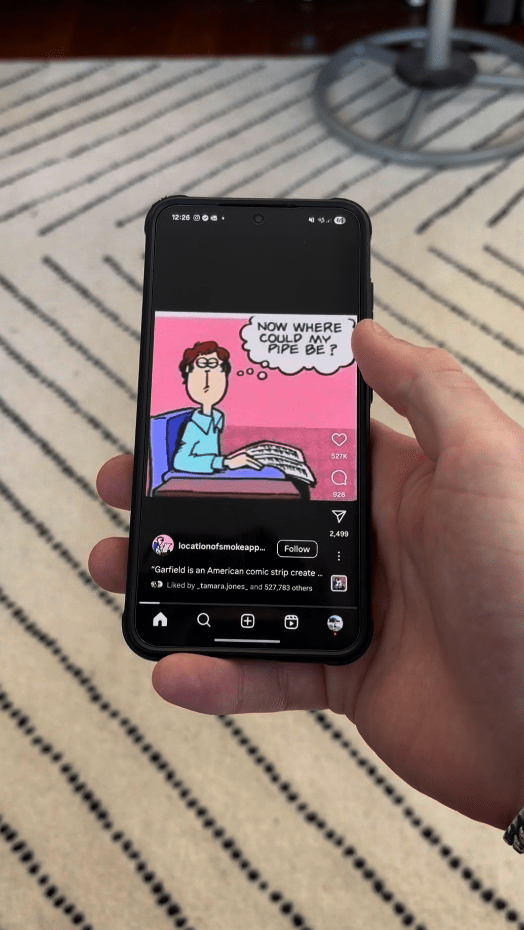 12:26
NOW WHERE
COULD MY
PIPE BE?
527K
926
2,499
locationofsmokeapp...
Follow
"Garfield is an American comic strip create ...
Liked by _tamara.jones_ and 527,783 others